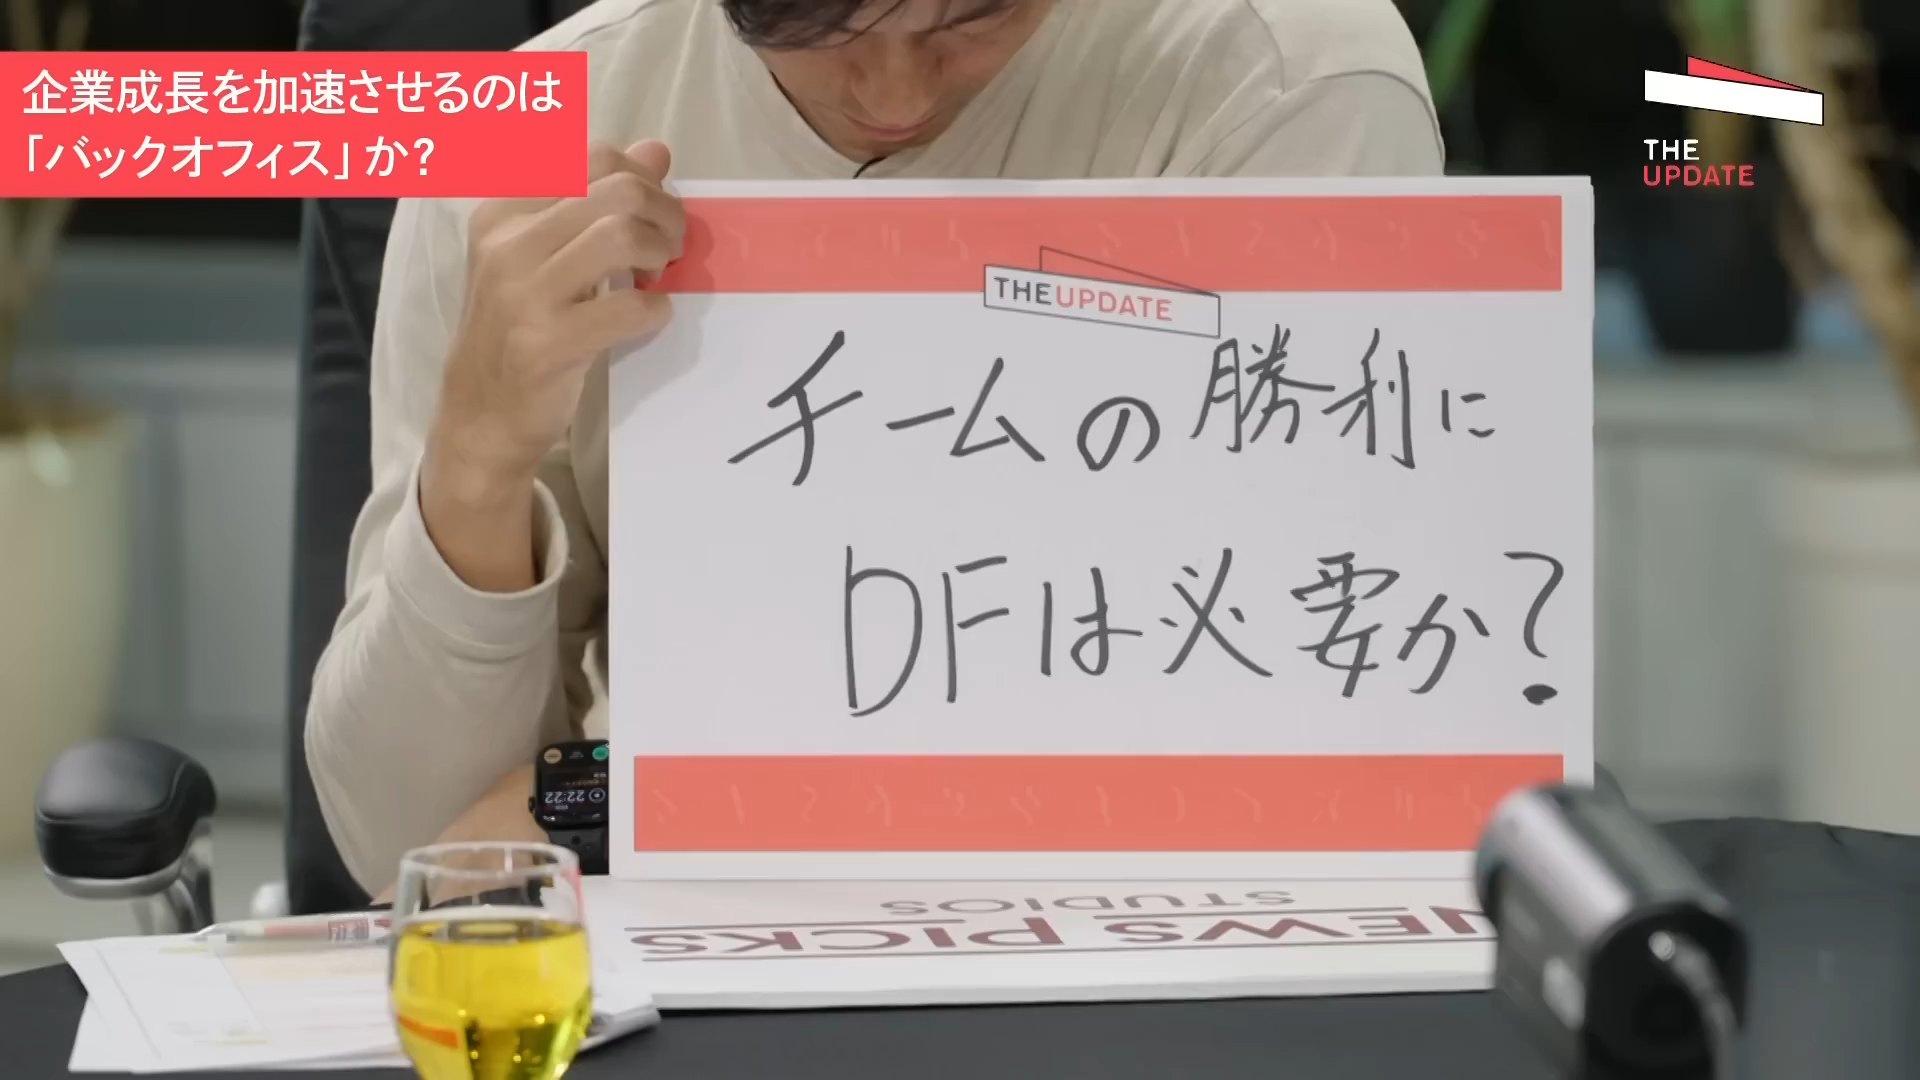 企業成長を加速させるのは
「バックオフィス」か?
THE
UPDATE
THE UPDATE
チームの勝利に
DFは必要か?
22:22
STUDIOS
NEWS PICKS